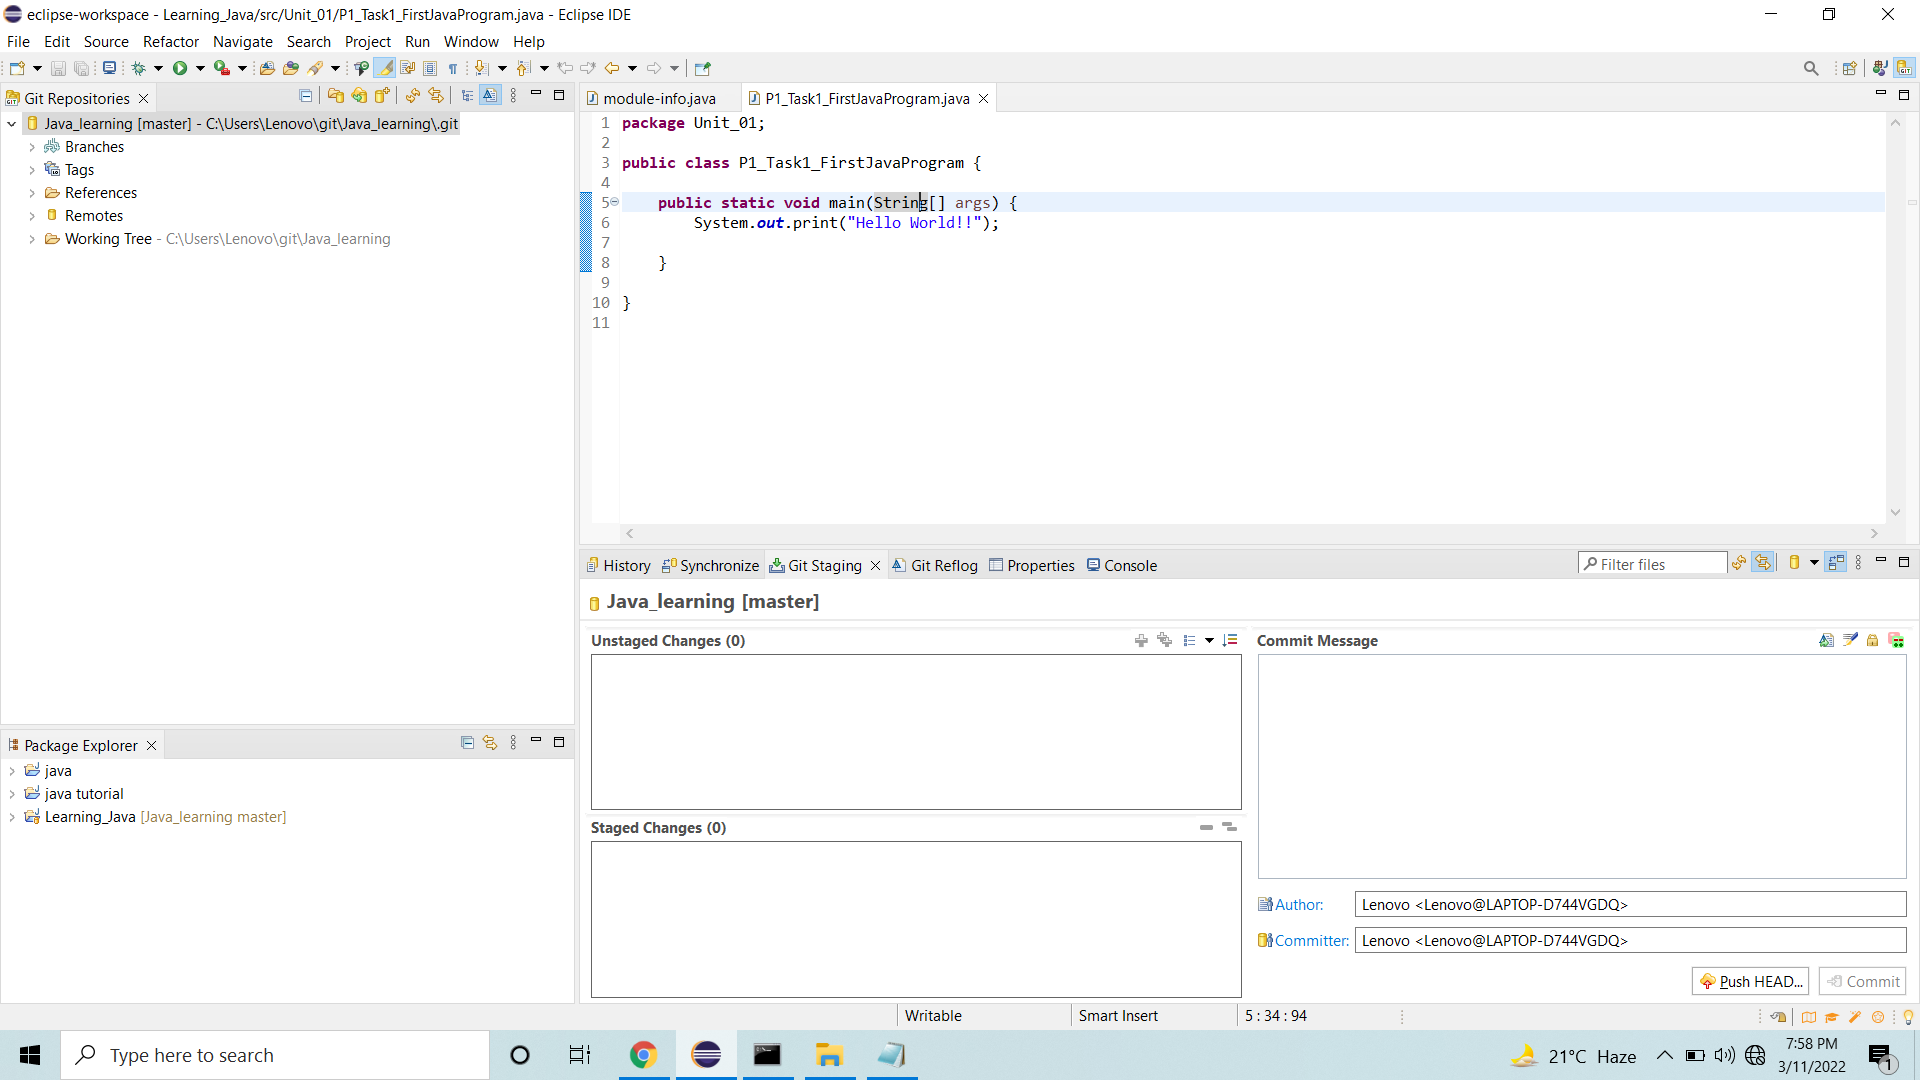 eclipse-workspace - Learning_Java/src/Unit_01/P1_Task1_FirstJavaProgram.java - Eclipse IDE
File Edit Source Refactor Navigate Search Project Run Window Help
Git Repositories
Java_learning [master] - C:\Users\Lenovo\git\Java_learning\.git
Branches
Tags
References
Remotes
Working Tree - C:\Users\Lenovo\git\Java_learning
Package Explorer
java
java tutorial
Learning_Java [Java_learning master]
module-info.java
P1_Task1_FirstJavaProgram.java
1 package Unit_01;
2
3 public class P1_Task1_FirstJavaProgram {
4
5 public static void main(String[] args) {
6 System.out.print("Hello World!!");
7
8 }
9
10 }
11
History Synchronize Git Staging Git Reflog Properties Console
Filter files
Java_learning [master]
Unstaged Changes (0)
Staged Changes (0)
Commit Message
Author: Lenovo <Lenovo@LAPTOP-D744VGDQ>
Committer: Lenovo <Lenovo@LAPTOP-D744VGDQ>
Push HEAD... Commit
Writable Smart Insert 5 : 34 : 94
Type here to search
21°C Haze
7:58 PM
3/11/2022
1